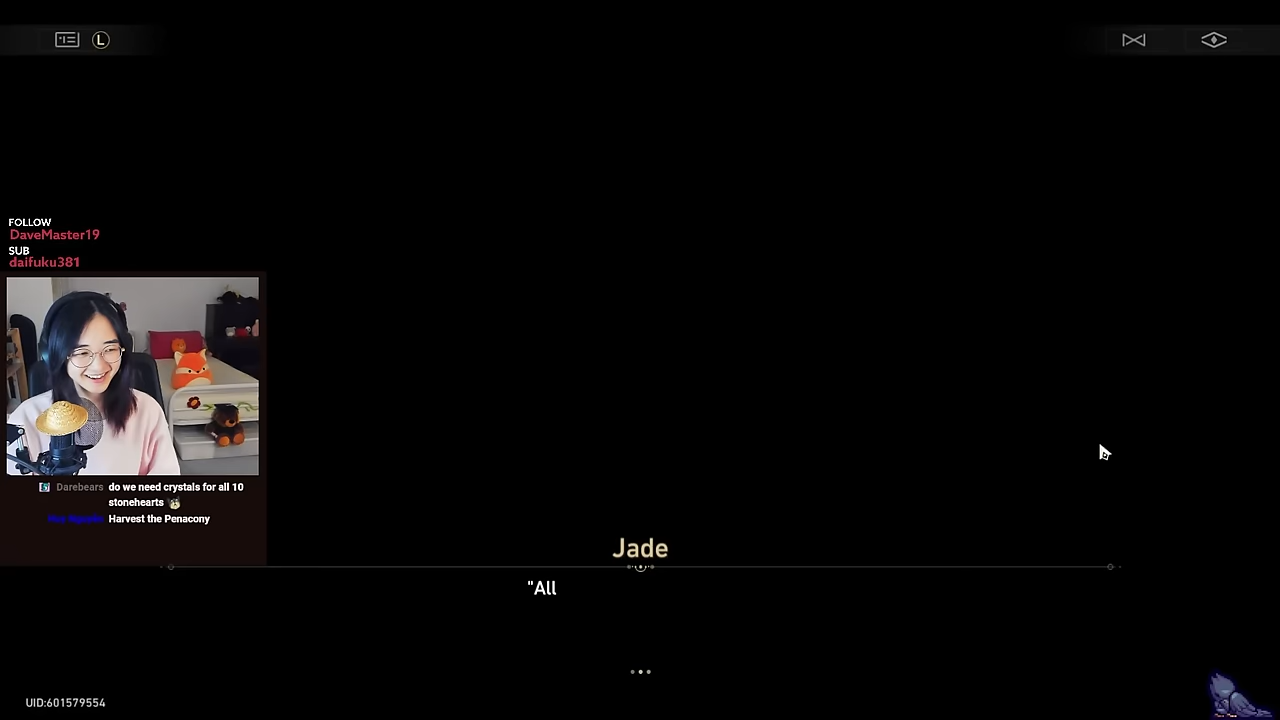 L
FOLLOW
DaveMaster19
SUB
daifuku381
Darebears do we need crystals for all 10
stonehearts
Harvest the Penacony
Jade
"All
UID:601579554